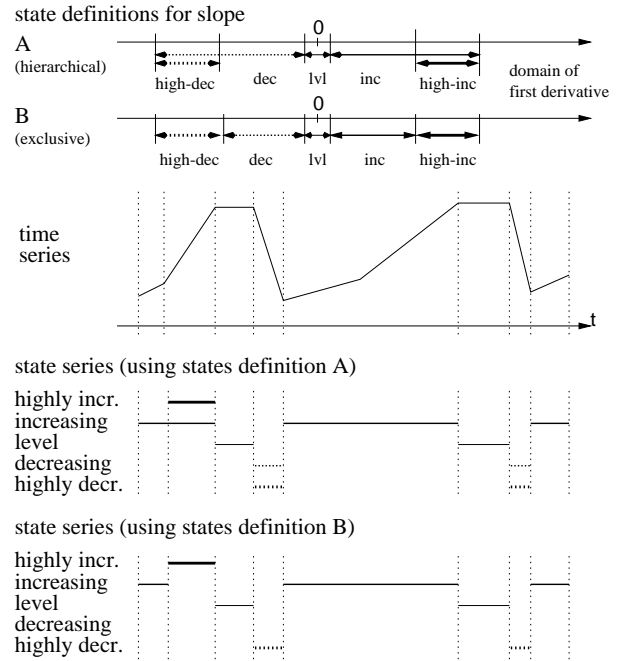 state definitions for slope
A
(hierarchical)
0
high-dec dec lvl inc high-inc
domain of
first derivative
B
(exclusive)
0
high-dec dec lvl inc high-inc
time
series
t
state series (using states definition A)
highly incr.
increasing
level
decreasing
highly decr.
state series (using states definition B)
highly incr.
increasing
level
decreasing
highly decr.